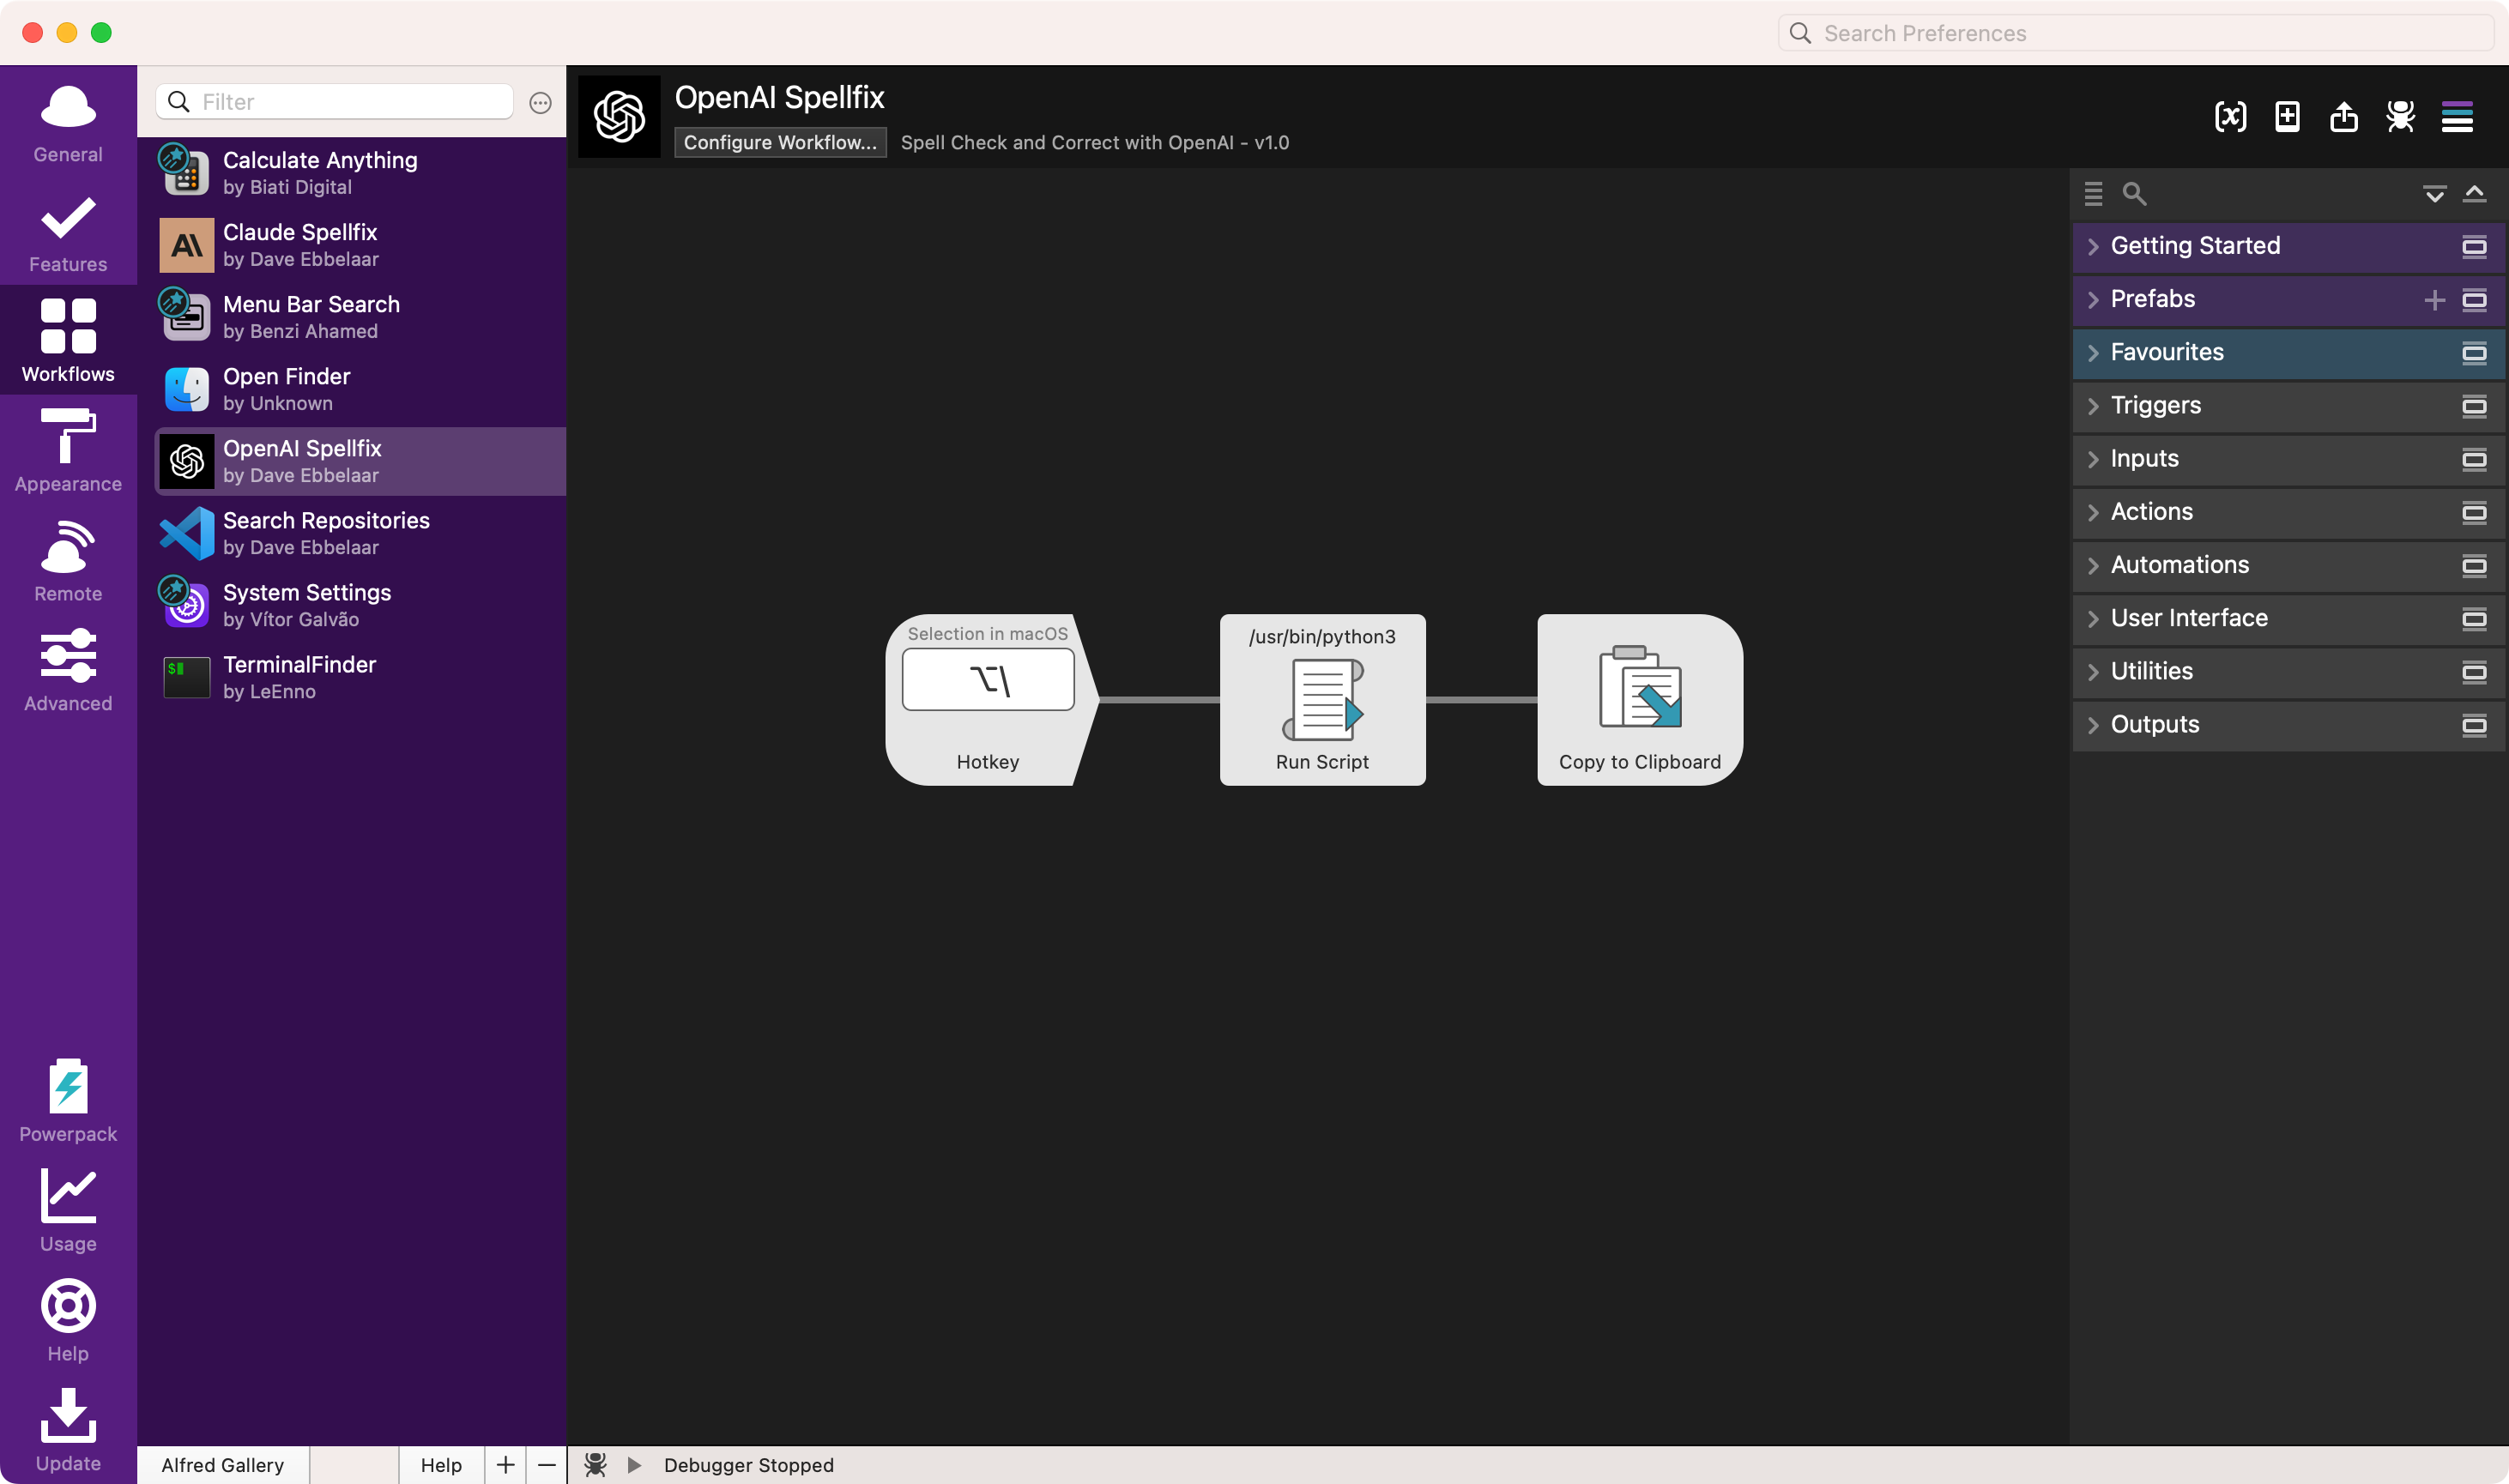 Search Preferences
General
Features
Workflows
Appearance
Remote
Advanced
Powerpack
Usage
Help
Update
Filter
Calculate Anything
by Biati Digital
Claude Spellfix
by Dave Ebbelaar
Menu Bar Search
by Benzi Ahamed
Open Finder
by Unknown
OpenAI Spellfix
by Dave Ebbelaar
Search Repositories
by Dave Ebbelaar
System Settings
by Vítor Galvão
TerminalFinder
by LeEnno
Alfred Gallery
Help
OpenAI Spellfix
Configure Workflow...
Spell Check and Correct with OpenAI - v1.0
Selection in macOS
⌥\
Hotkey
/usr/bin/python3
Run Script
Copy to Clipboard
Getting Started
Prefabs
Favourites
Triggers
Inputs
Actions
Automations
User Interface
Utilities
Outputs
Debugger Stopped